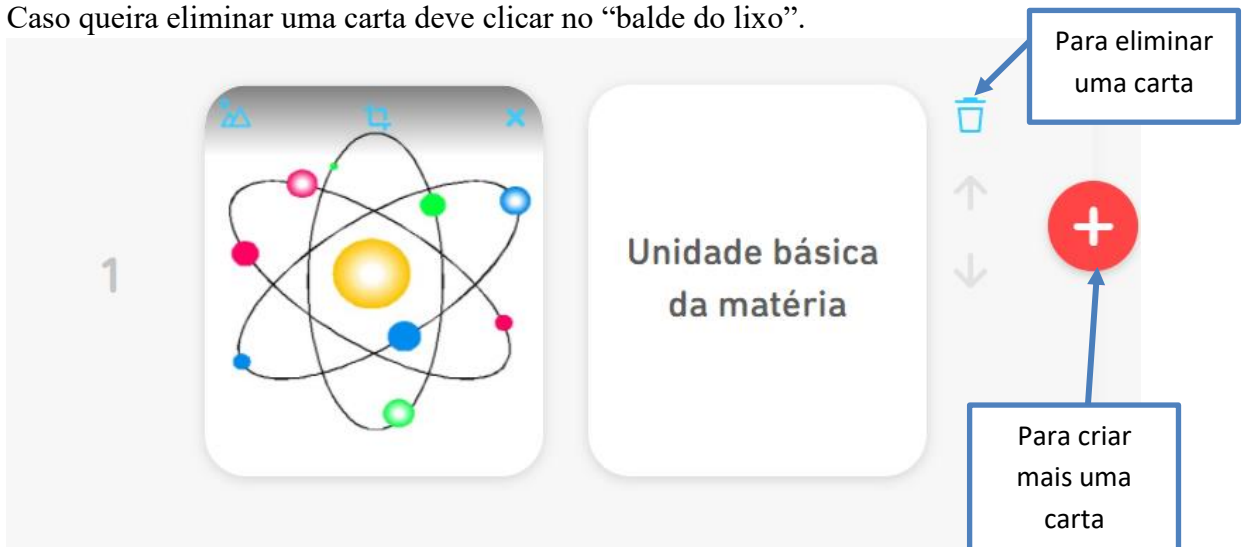 Caso queira eliminar uma carta deve clicar no “balde do lixo”.
Para eliminar
uma carta
1
Unidade básica
da matéria
Para criar
mais uma
carta